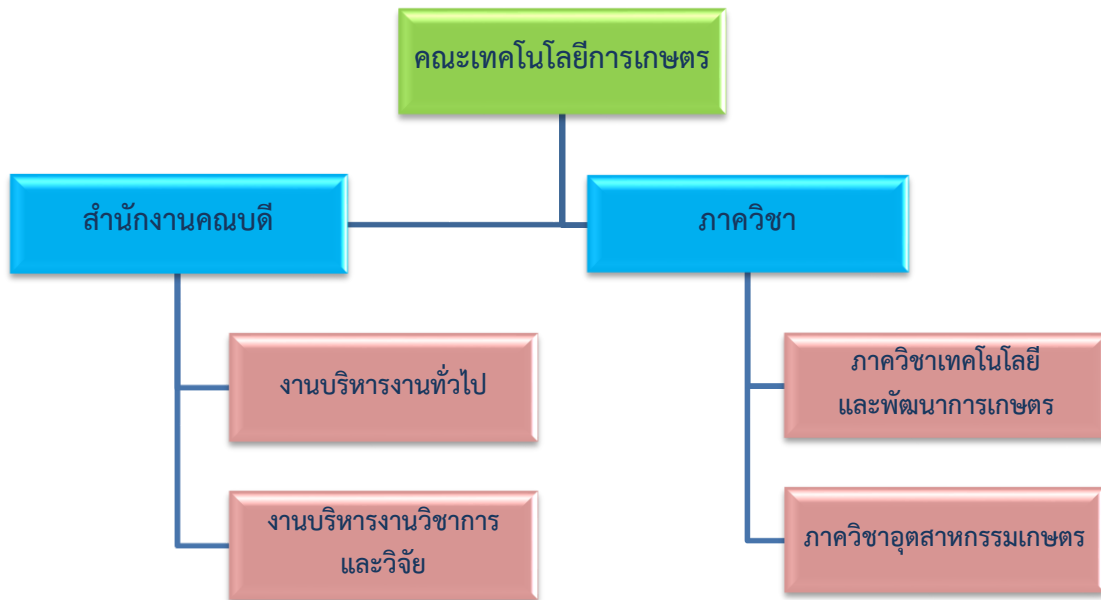 คณะเทคโนโลยีการเกษตร
สำนักงานคณบดี
ภาควิชา
งานบริหารงานทั่วไป
ภาควิชาเทคโนโลยี
และพัฒนาการเกษตร
งานบริหารงานวิชาการ
และวิจัย
ภาควิชาอุตสาหกรรมเกษตร